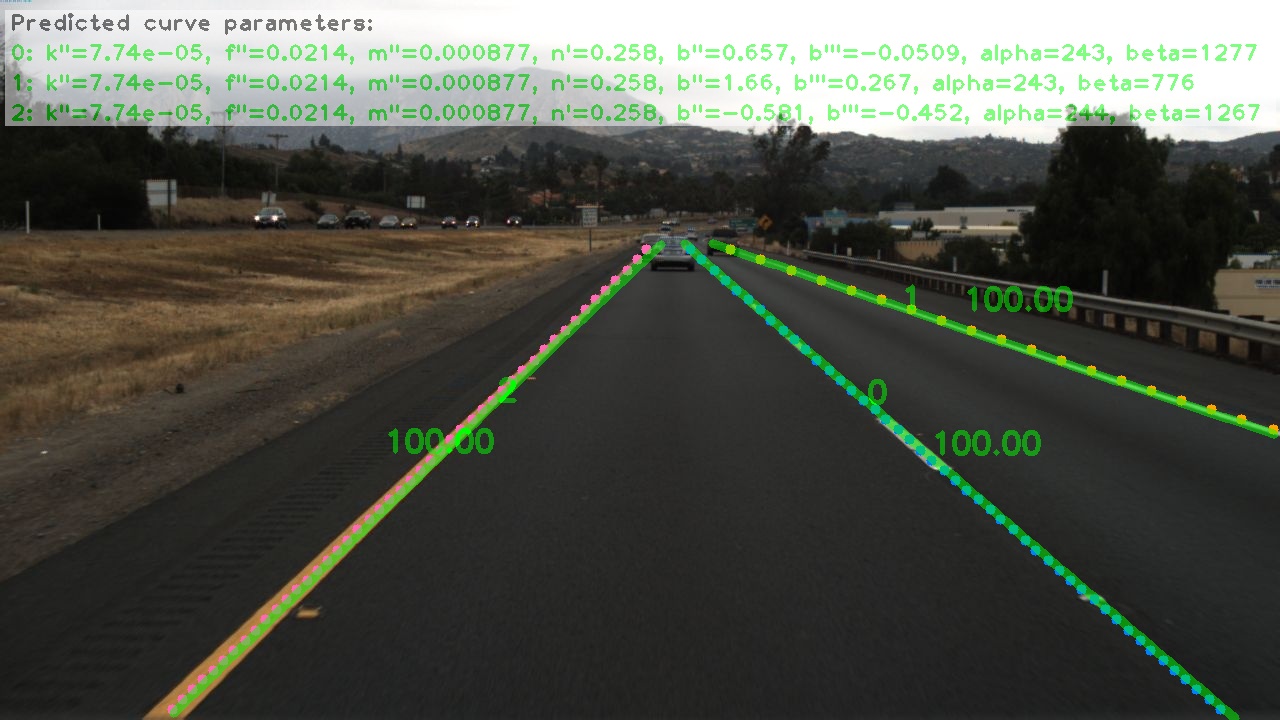 Predicted curve parameters:
0: k''=7.74e-05, f''=0.0214, m''=0.000877, n'=0.258, b''=0.657, b'''=-0.0509, alpha=243, beta=1277
1: k''=7.74e-05, f''=0.0214, m''=0.000877, n'=0.258, b''=1.66, b'''=0.267, alpha=243, beta=776
2: k''=7.74e-05, f''=0.0214, m''=0.000877, n'=0.258, b''=-0.581, b'''=-0.452, alpha=244, beta=1267
1 100.00
2
0
100.00
100.00